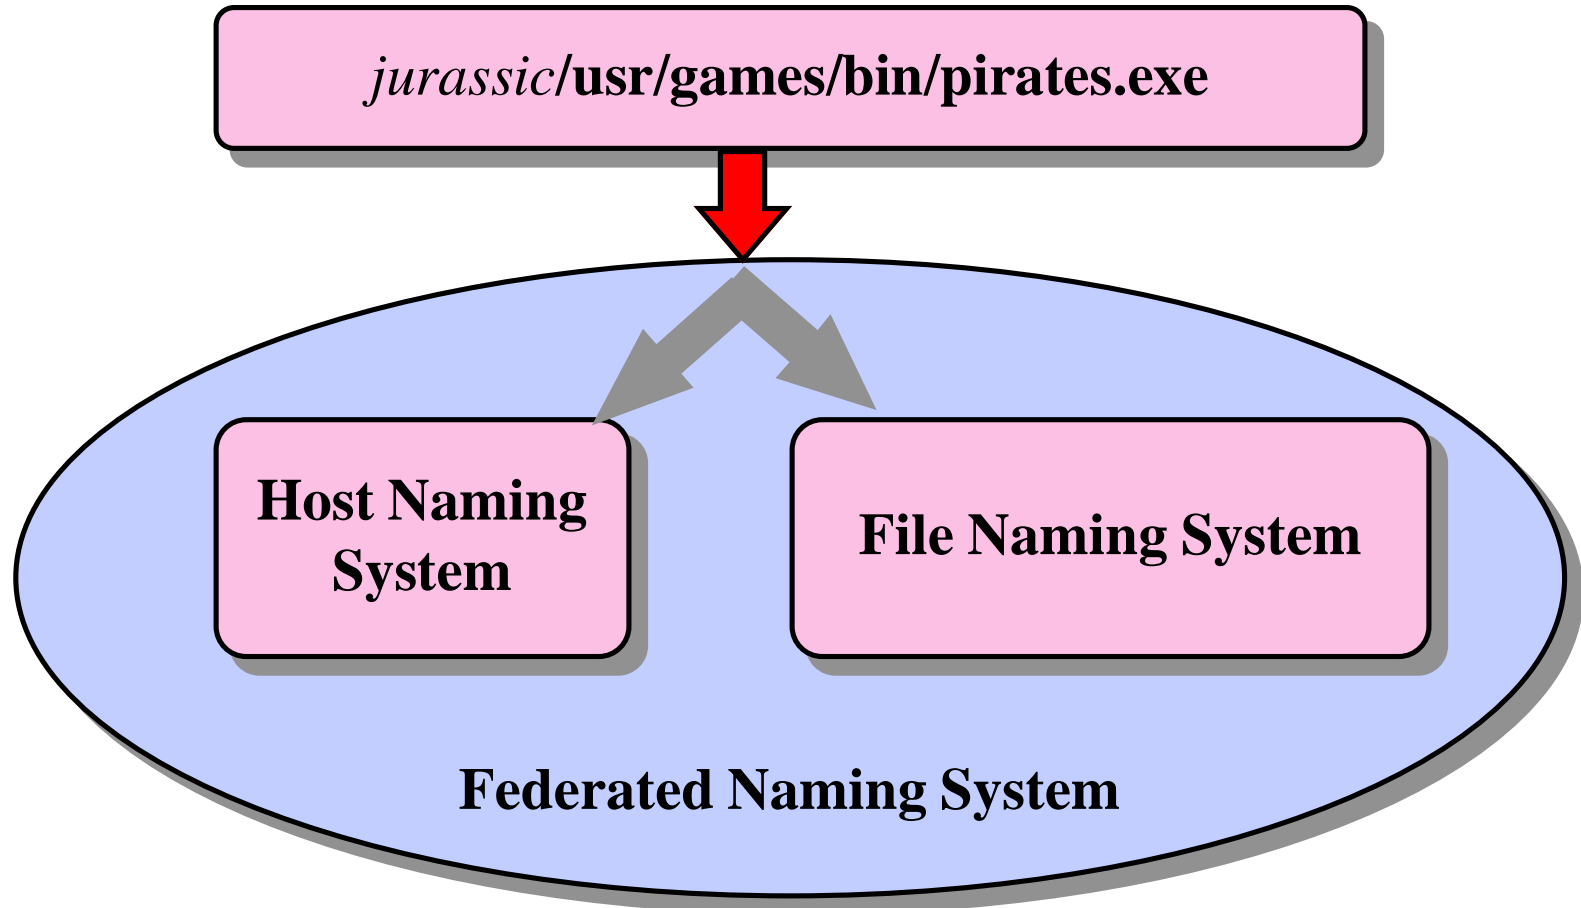 jurassic/usr/games/bin/pirates.exe
Host Naming
System
File Naming System
Federated Naming System